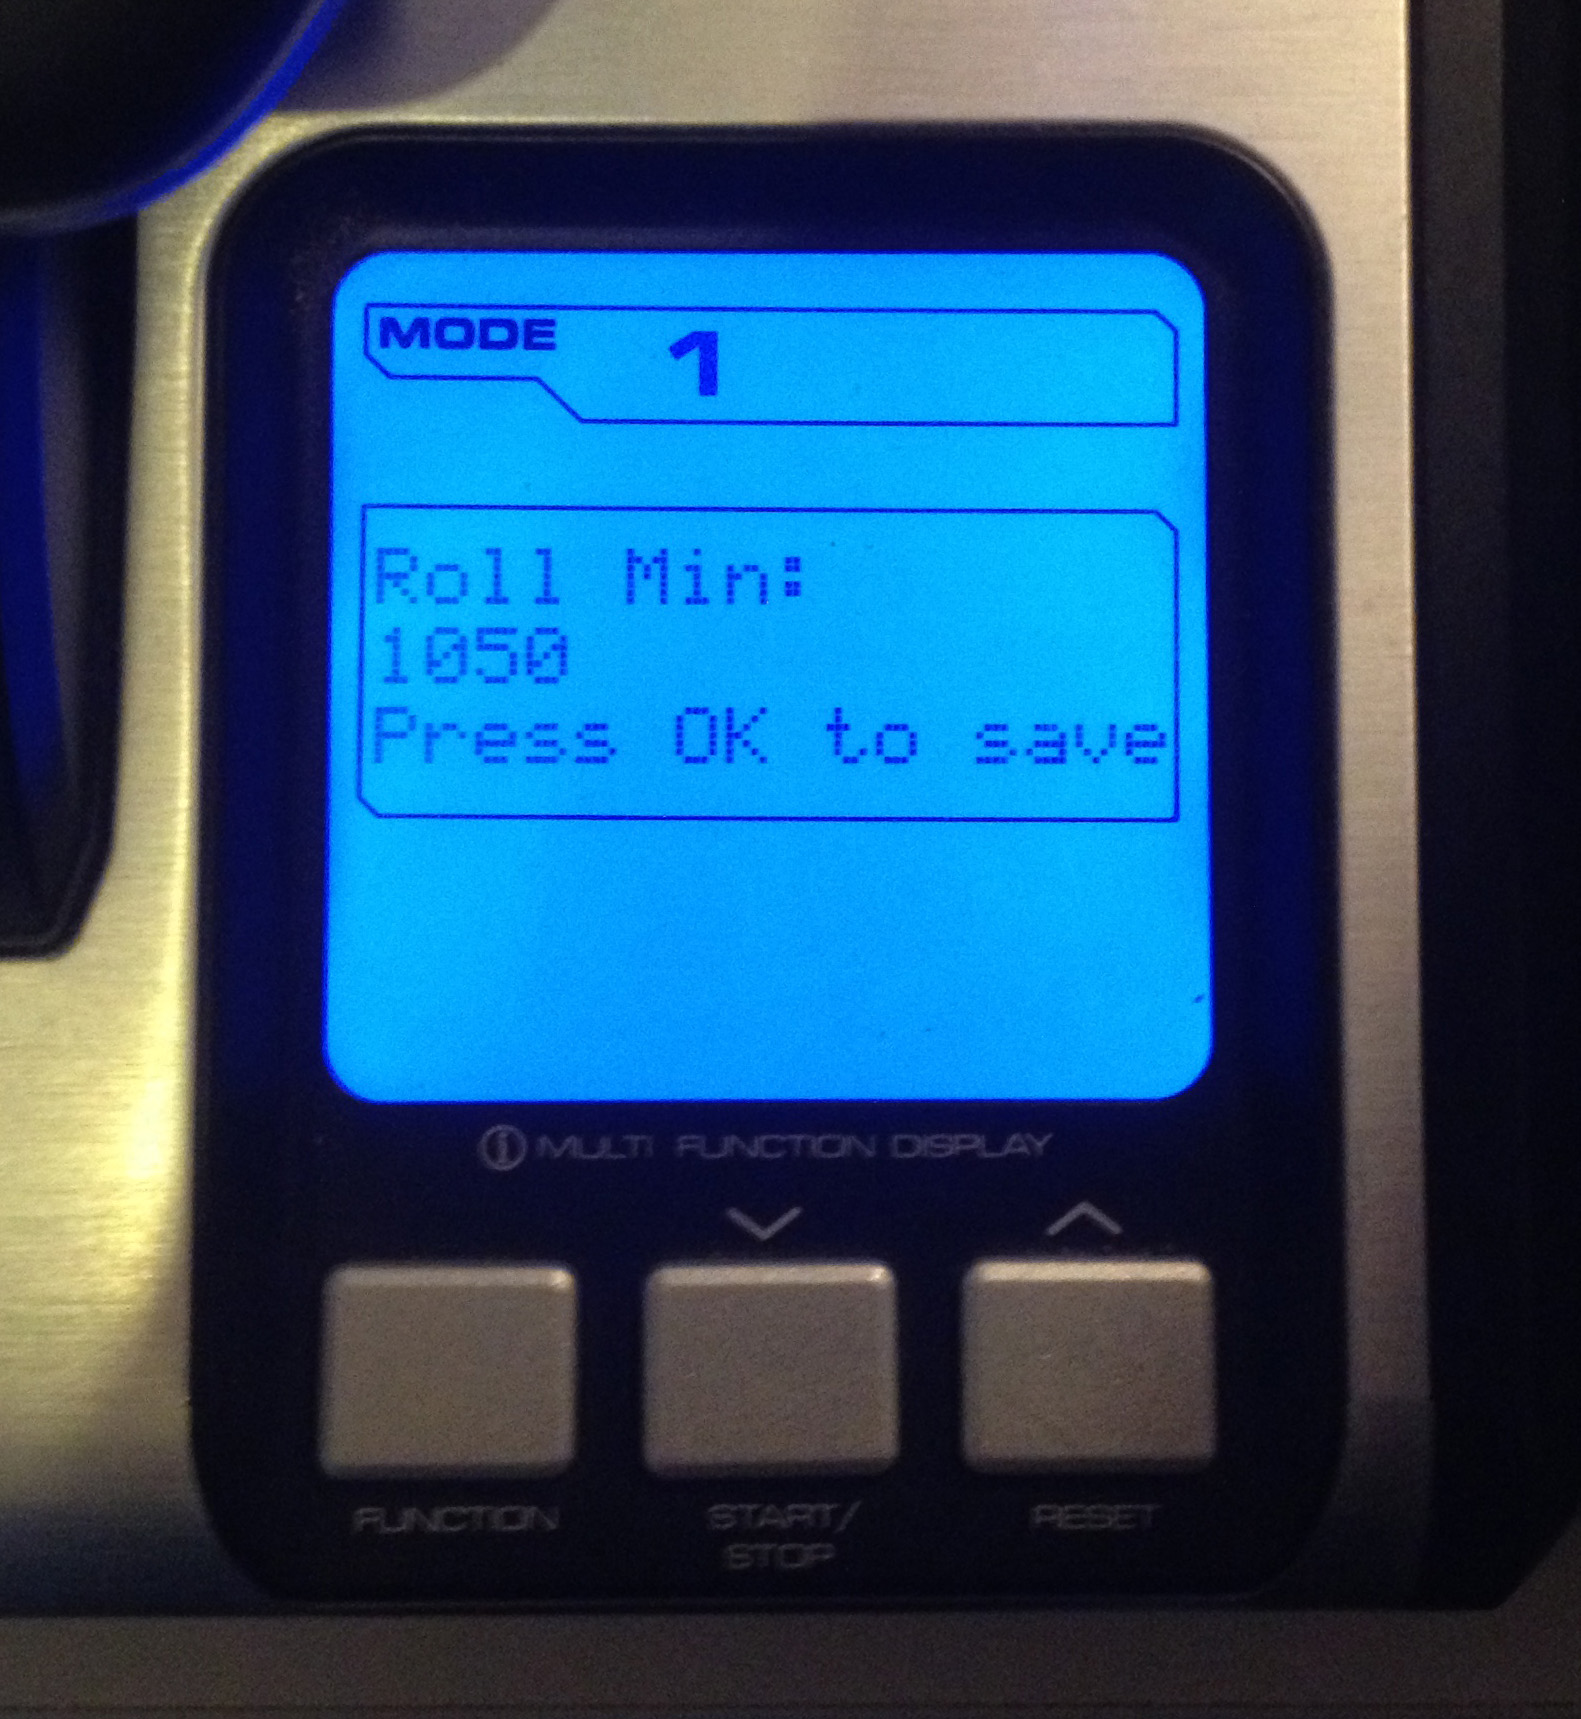 MODE 1
Roll Min:
1050
Press OK to save
i MULTI FUNCTION DISPLAY
FUNCTION
START/
STOP
RESET